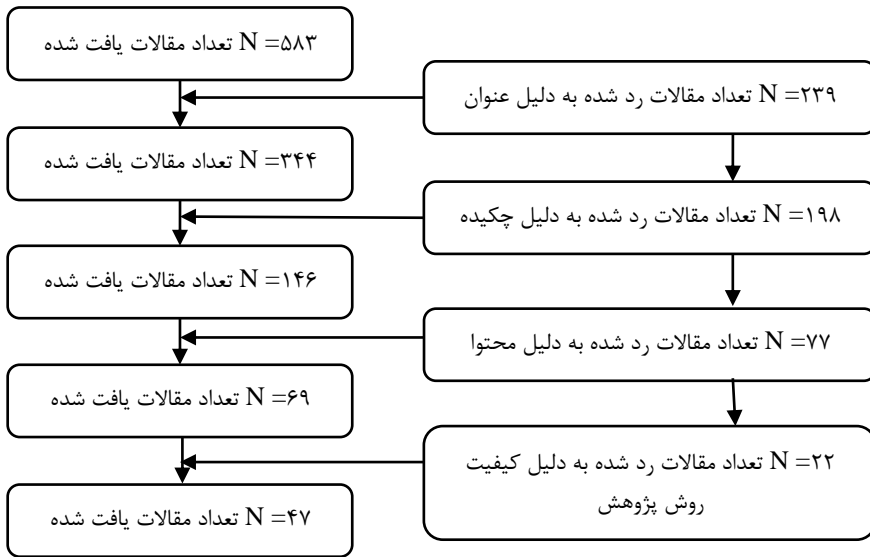 تعداد مقالات یافت شده N =۵۸۳
تعداد مقالات رد شده به دلیل عنوان N =۲۳۹
تعداد مقالات یافت شده N =۳۴۴
تعداد مقالات رد شده به دلیل چکیده N =۱۹۸
تعداد مقالات یافت شده N =۱۴۶
تعداد مقالات رد شده به دلیل محتوا N =۷۷
تعداد مقالات یافت شده N =۶۹
تعداد مقالات رد شده به دلیل کیفیت N =۲۲
روش پژوهش
تعداد مقالات یافت شده N =۴۷